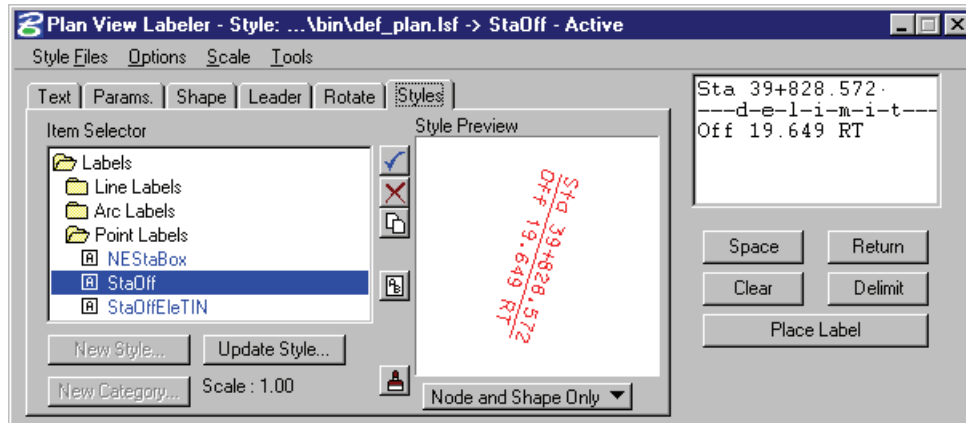 Plan View Labeler - Style: ...\bin\def_plan.lsf -> StaOff - Active
Style Files Options Scale Tools
Text Params. Shape Leader Rotate Styles
Item Selector
Labels
Line Labels
Arc Labels
Point Labels
NEStaBox
StaOff
StaOffEleTIN
New Style... Update Style...
New Category... Scale : 1.00
Style Preview
Sta 39+828.572
Off 19.649 RT
Node and Shape Only
Sta 39+828.572·
---d-e-l-i-m-i-t---
Off 19.649 RT
Space Return
Clear Delimit
Place Label